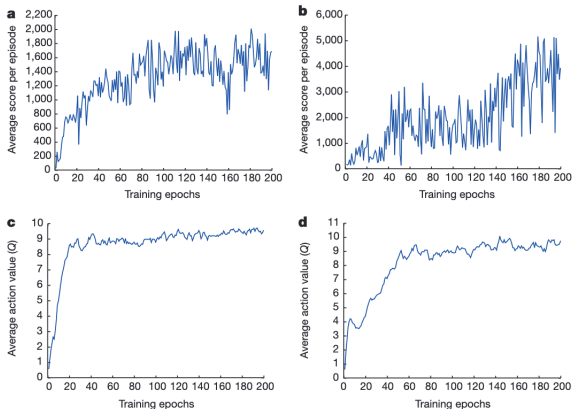 a
Average score per episode
2,200
2,000
1,800
1,600
1,400
1,200
1,000
800
600
400
200
0
0 20 40 60 80 100 120 140 160 180 200
Training epochs
b
Average score per episode
6,000
5,000
4,000
3,000
2,000
1,000
0
0 20 40 60 80 100 120 140 160 180 200
Training epochs
c
Average action value (Q)
10
9
8
7
6
5
4
3
2
1
0
0 20 40 60 80 100 120 140 160 180 200
Training epochs
d
Average action value (Q)
11
10
9
8
7
6
5
4
3
2
1
0
0 20 40 60 80 100 120 140 160 180 200
Training epochs